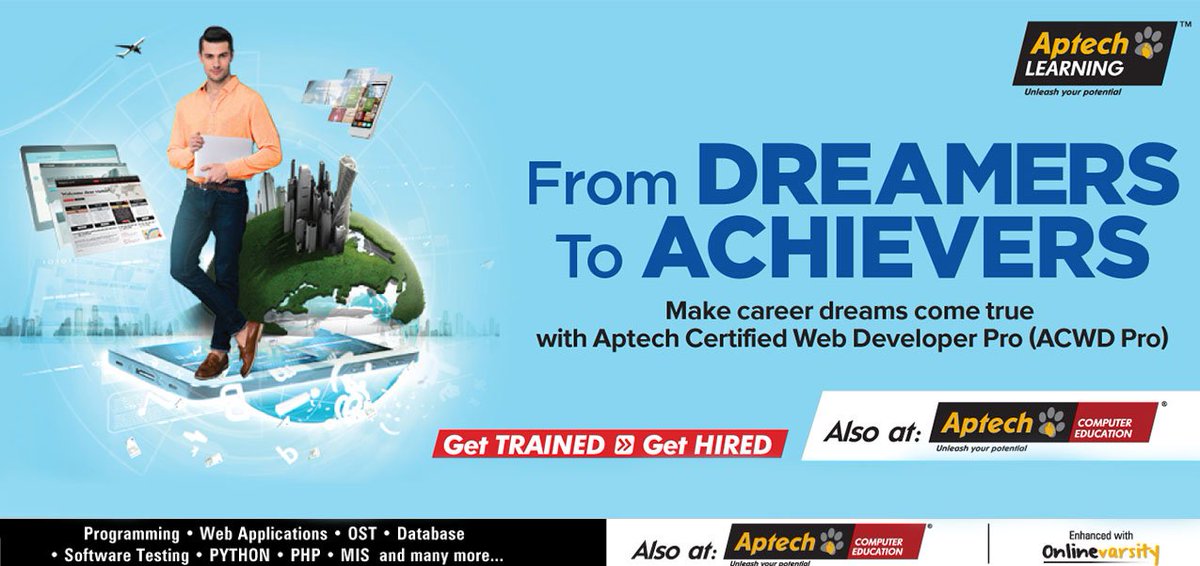 Aptech ™
LEARNING
Unleash your potential
From DREAMERS
To ACHIEVERS
Make career dreams come true
with Aptech Certified Web Developer Pro (ACWD Pro)
Get TRAINED » Get HIRED
Also at: Aptech COMPUTER EDUCATION ®
Unleash your potential
Programming • Web Applications • OST • Database
• Software Testing • PYTHON • PHP • MIS and many more...
Also at: Aptech COMPUTER EDUCATION ®
Unleash your potential
Enhanced with
Onlinevarsity